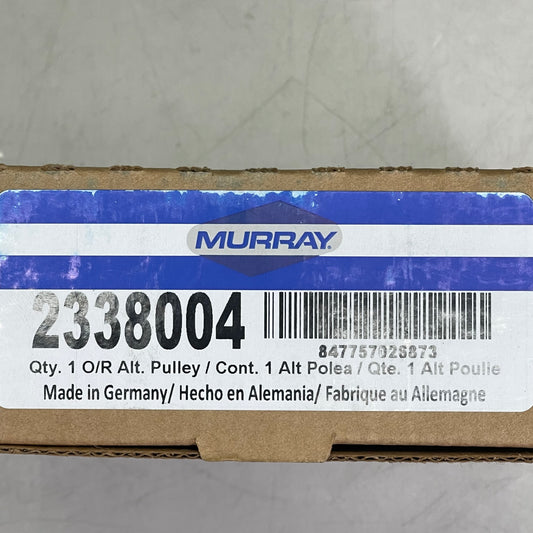 MURRAY
2338004
847757026873
Qty. 1 O/R Alt. Pulley / Cont. 1 Alt Polea / Qte. 1 Alt Poulie
Made in Germany/ Hecho en Alemania/ Fabrique au Allemagne